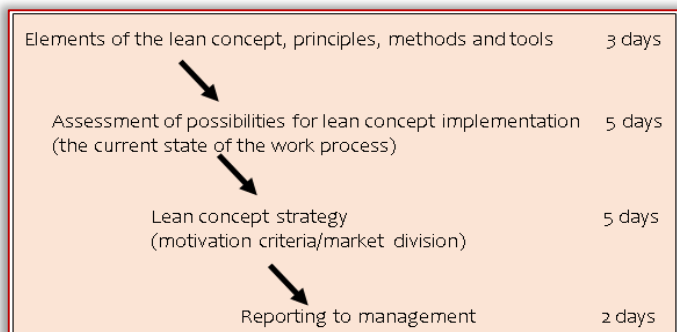 Elements of the lean concept, principles, methods and tools 3 days
Assessment of possibilities for lean concept implementation 5 days
(the current state of the work process)
Lean concept strategy 5 days
(motivation criteria/market division)
Reporting to management 2 days